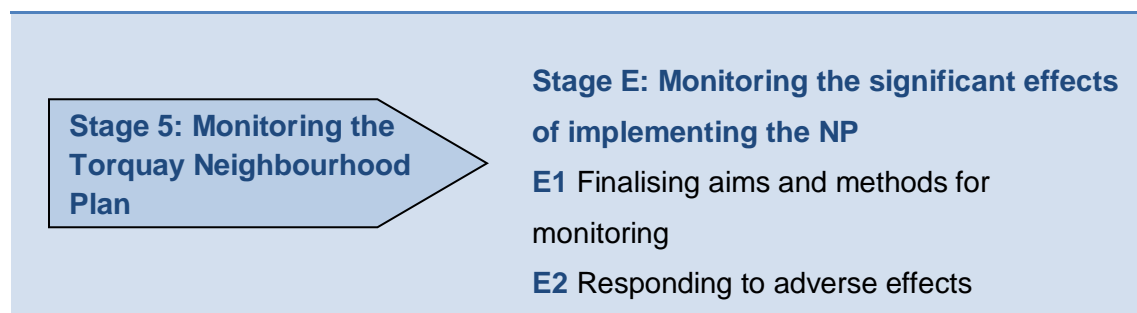 Stage 5: Monitoring the
Torquay Neighbourhood
Plan
Stage E: Monitoring the significant effects
of implementing the NP
E1 Finalising aims and methods for
monitoring
E2 Responding to adverse effects